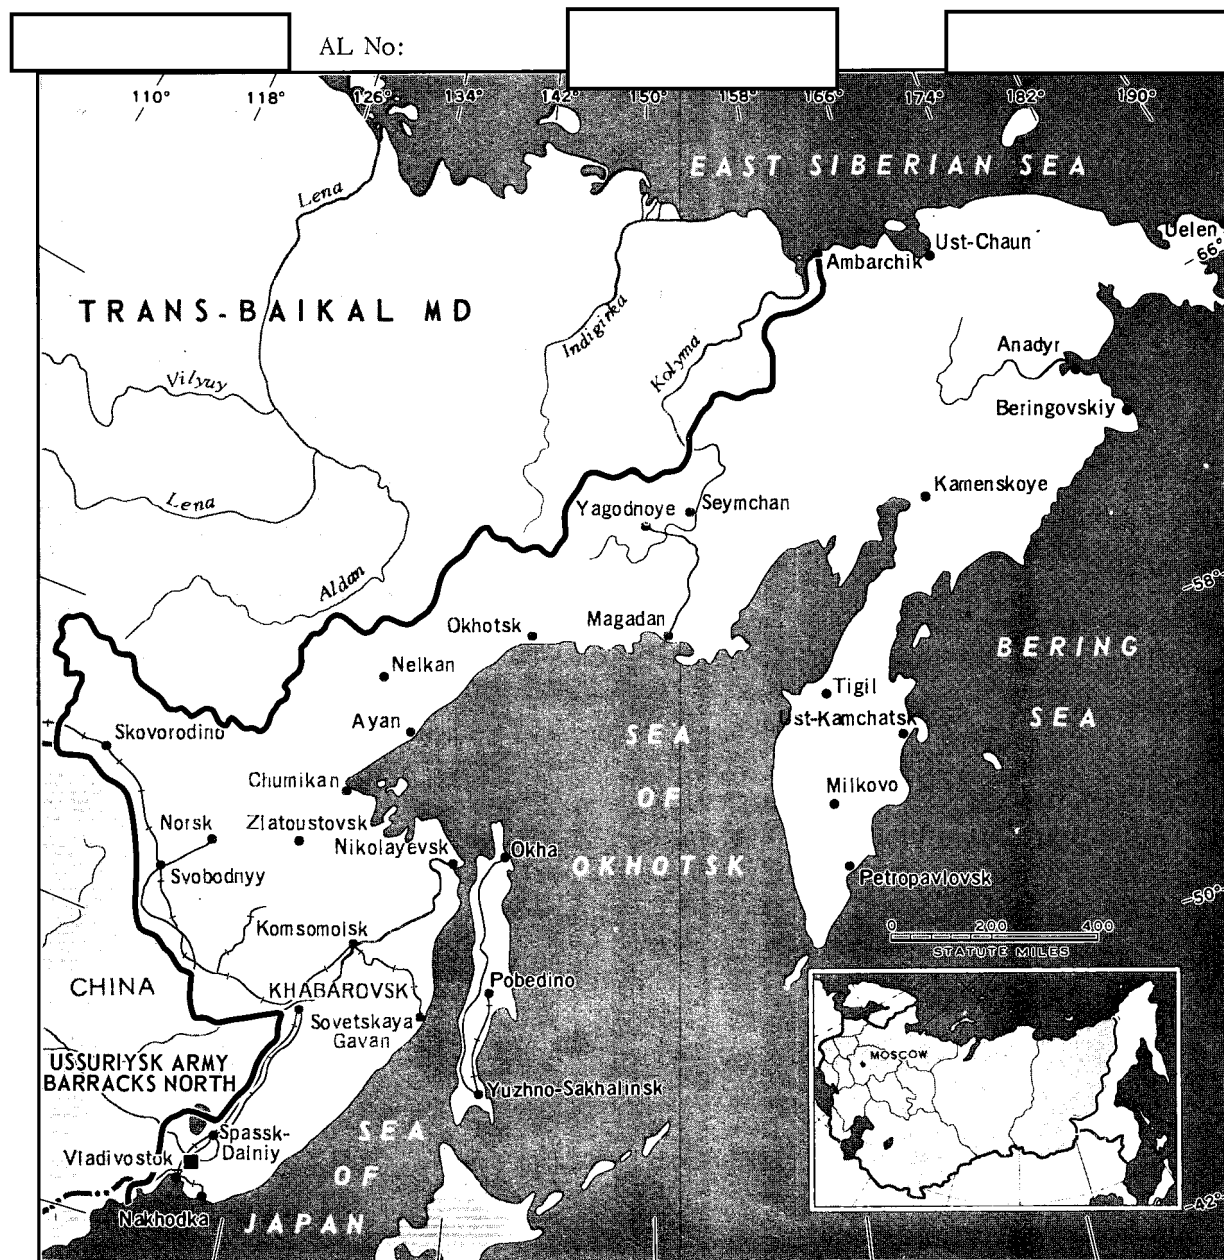 AL No:
110° 118° 126° 134° 142° 150° 158° 166° 174° 182° 190°
EAST SIBERIAN SEA
Lena
Uelen
66°
Ust-Chaun
Ambarchik
TRANS-BAIKAL MD
Indigirka
Kolyma
Anadyr
Vilyuy
Beringovskiy
Kamenskoye
Lena
Yagodnoye
Seymchan
Aldan
58°
Okhotsk
Magadan
BERING
SEA
Nelkan
Tigil
Ayan
Ust-Kamchatsk
Skovorodino
SEA
OF
OKHOTSK
Chumikan
Milkovo
Norsk
Zlatoustovsk
Nikolayevsk
Okha
Svobodnyy
Petropavlovsk
50°
Komsomolsk
0 200 400
STATUTE MILES
CHINA
KHABAROVSK
Pobedino
Sovetskaya
Gavan
MOSCOW
USSURIYSK ARMY
BARRACKS NORTH
Yuzhno-Sakhalinsk
Spassk-
Dalniy
Vladivostok
SEA
OF
JAPAN
Nakhodka
42°